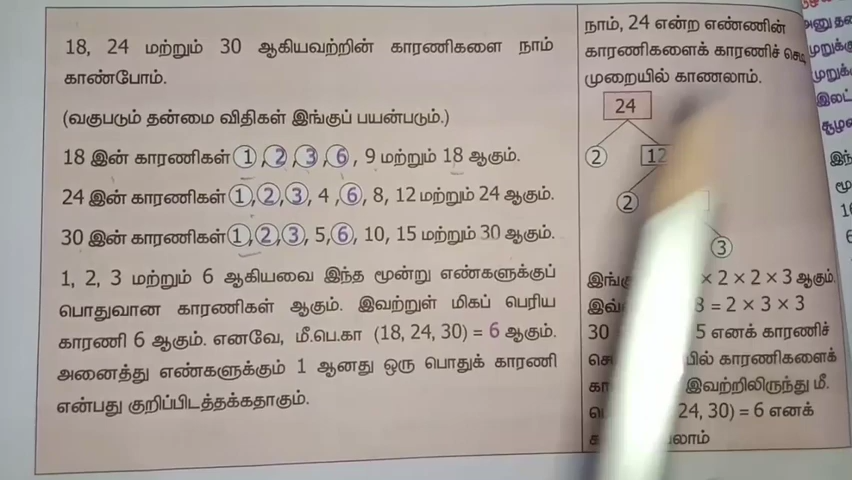 18, 24 மற்றும் 30 ஆகியவற்றின் காரணிகளை நாம்
காண்போம்.
(வகுபடும் தன்மை விதிகள் இங்குப் பயன்படும்.)
18 இன் காரணிகள் 1, 2, 3, 6, 9 மற்றும் 18 ஆகும்.
24 இன் காரணிகள் 1, 2, 3, 4, 6, 8, 12 மற்றும் 24 ஆகும்.
30 இன் காரணிகள் 1, 2, 3, 5, 6, 10, 15 மற்றும் 30 ஆகும்.
1, 2, 3 மற்றும் 6 ஆகியவை இந்த மூன்று எண்களுக்குப்
பொதுவான காரணிகள் ஆகும். இவற்றுள் மிகப் பெரிய
காரணி 6 ஆகும். எனவே, மீ.பெ.கா (18, 24, 30) = 6 ஆகும்.
அனைத்து எண்களுக்கும் 1 ஆனது ஒரு பொதுக் காரணி
என்பது குறிப்பிடத்தக்கதாகும்.
நாம், 24 என்ற எண்ணின்
காரணிகளைக் காரணிச்
முறையில் காணலாம்.
24
2 12
2
3
× 2 × 2 × 3 ஆகும்.
= 2 × 3 × 3
30 5 எனக் காரணிச்
காரணிகளைக்
இவற்றிலிருந்து மீ.
24, 30) = 6 எனக்